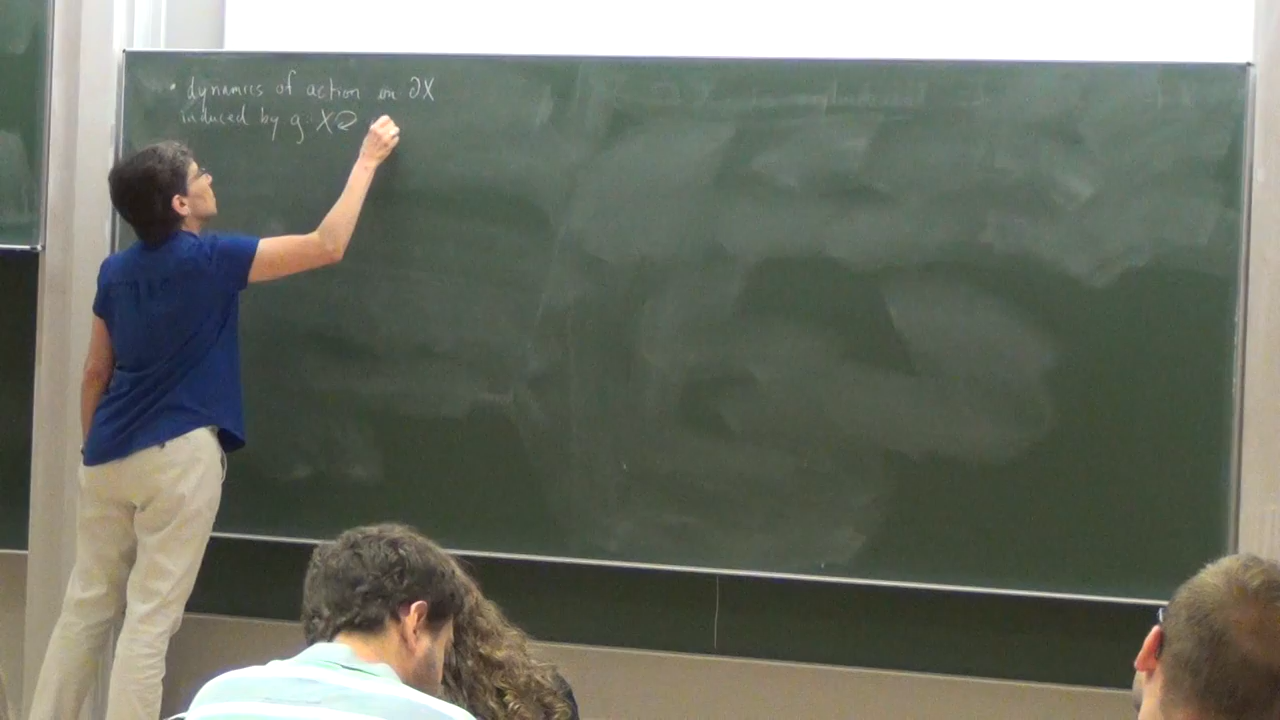 • dynamics of action on ∂X
induced by g: X⟲